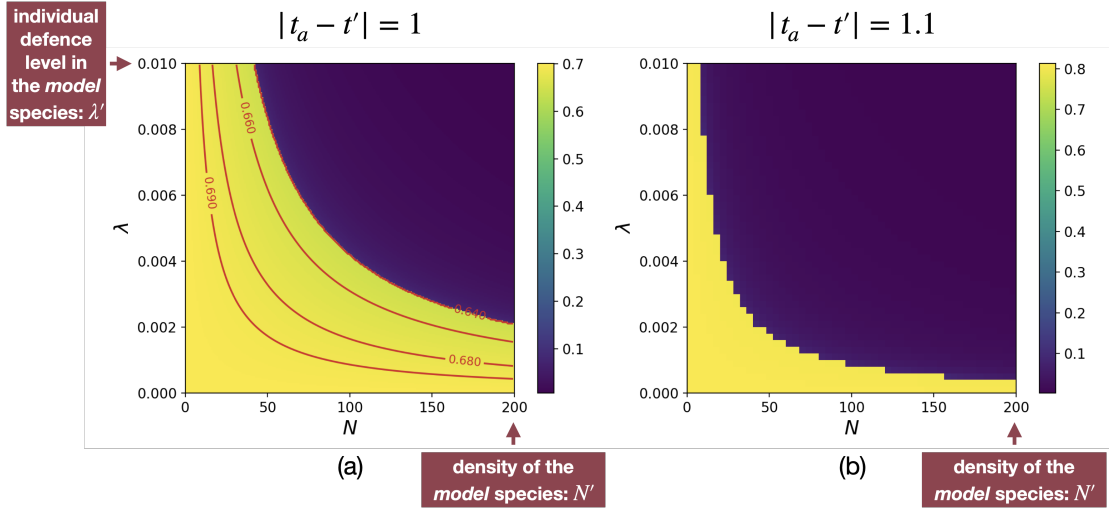 individual
defence
level in
the model
species: λ′
|t_a − t′| = 1
|t_a − t′| = 1.1
0.010
0.008
0.006
0.004
0.002
0.000
λ
0.690
0.660
0.640
0.680
0 50 100 150 200
N
0.7
0.6
0.5
0.4
0.3
0.2
0.1
0.010
0.008
0.006
0.004
0.002
0.000
λ
0 50 100 150 200
N
0.8
0.7
0.6
0.5
0.4
0.3
0.2
0.1
(a)
(b)
density of the
model species: N′
density of the
model species: N′